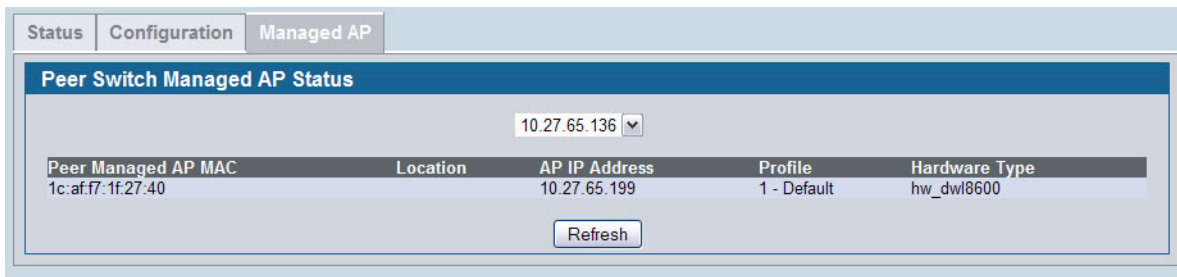 Status Configuration Managed AP
Peer Switch Managed AP Status
10.27.65.136
Peer Managed AP MAC Location AP IP Address Profile Hardware Type
1c:af:f7:1f:27:40 10.27.65.199 1 - Default hw_dwl8600
Refresh